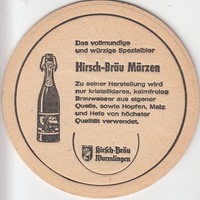 Das vollmundige
und würzige Spezialbier
Hirsch-Bräu Märzen
Zu seiner Herstellung wird
nur kristallklares, keimfreies
Brauwasser aus eigener
Quelle, sowie Hopfen, Malz
und Hefe von höchster
Qualität verwendet.
Hirsch-Bräu
Wurmlingen